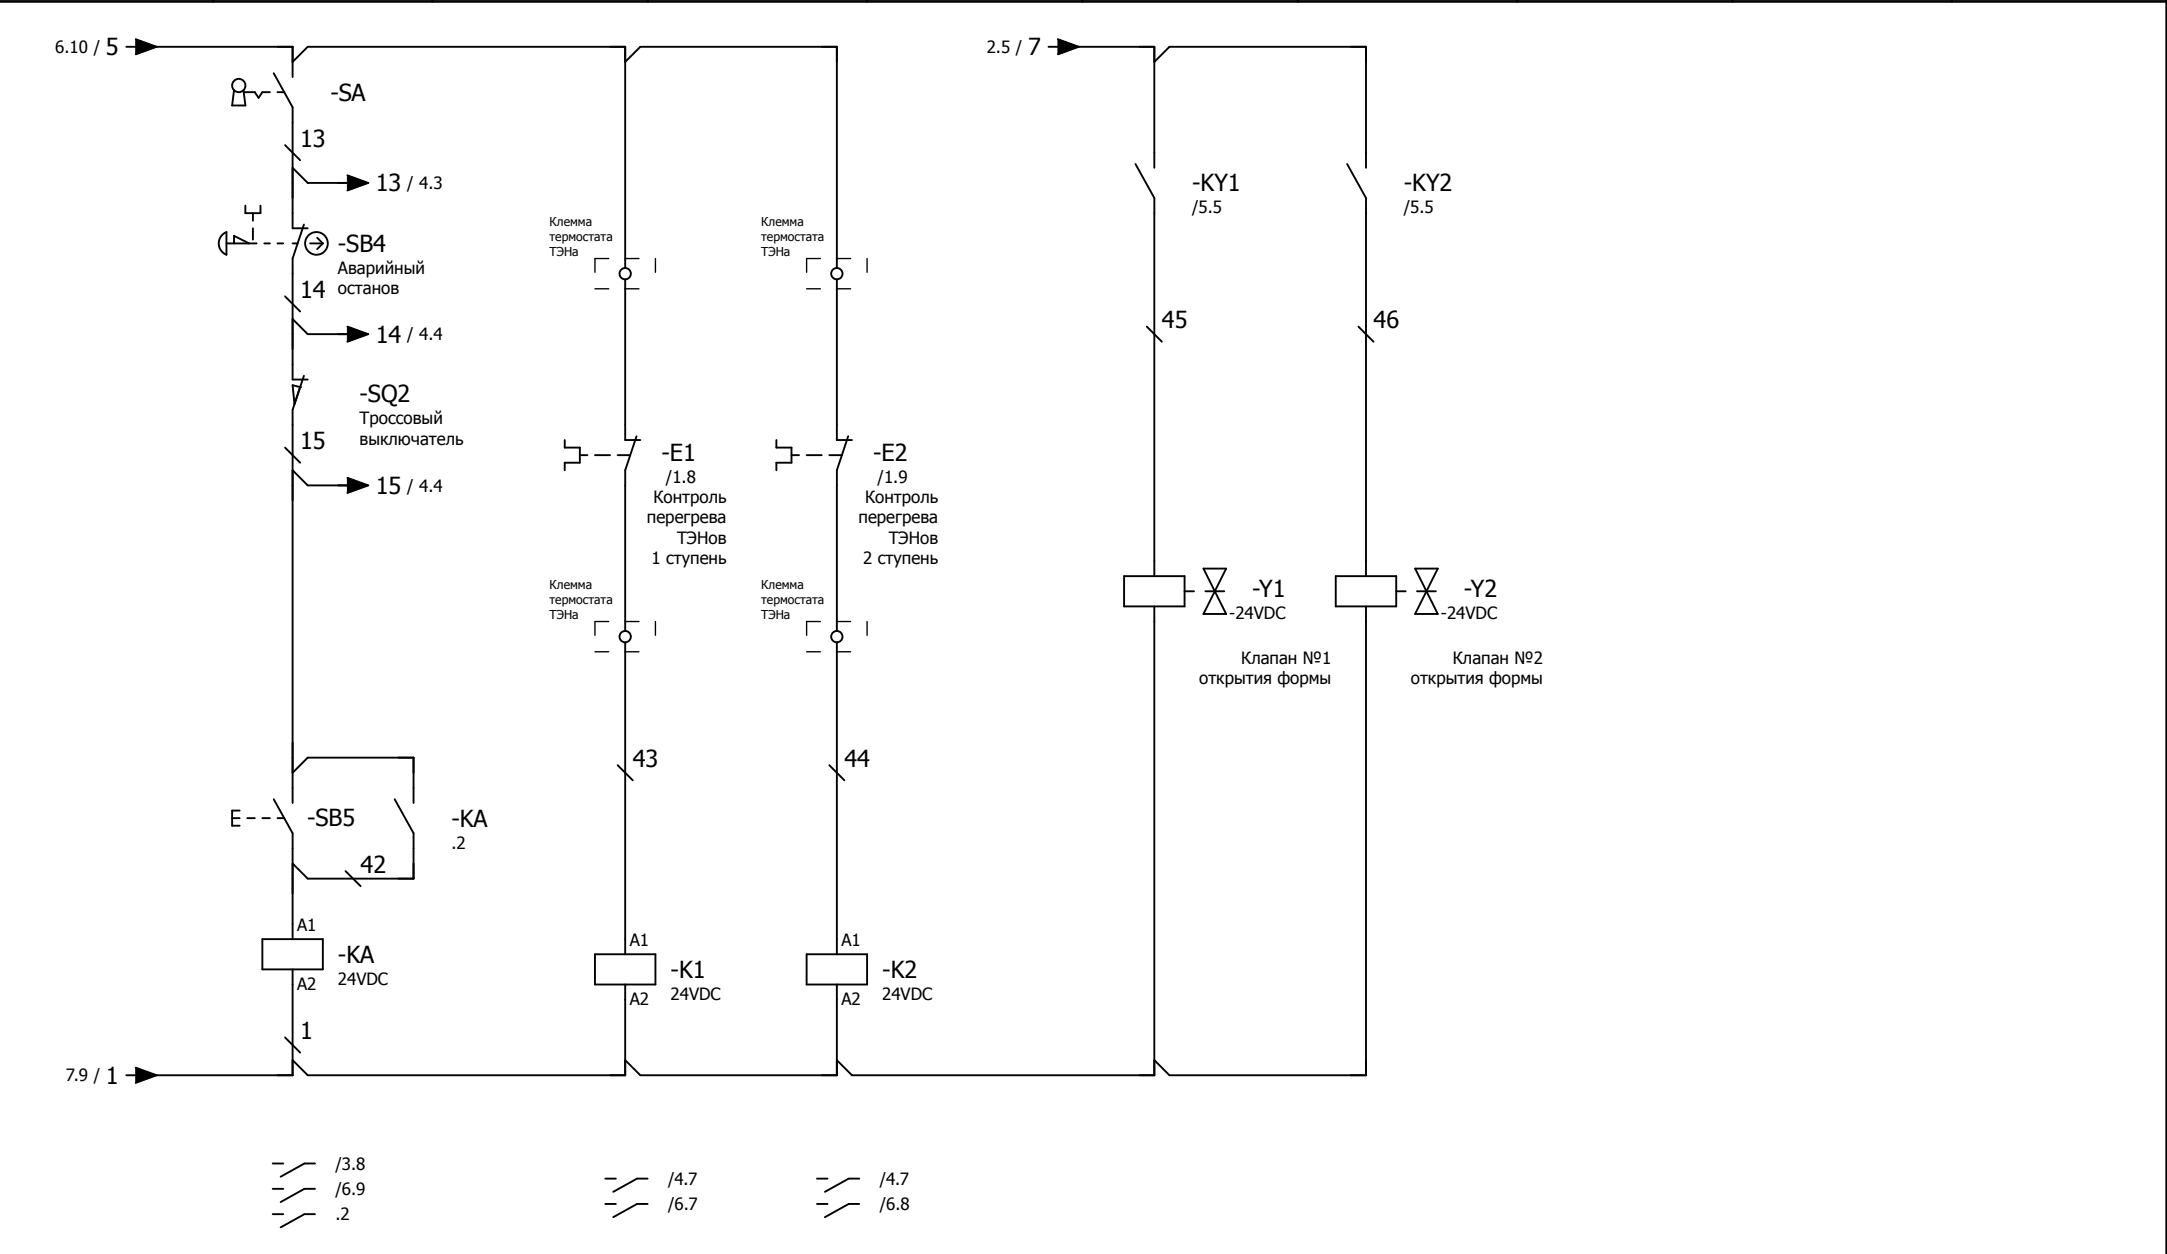 6.10 / 5
2.5 / 7
-SA
13
13 / 4.3
-SB4
Аварийный
останов
14
14 / 4.4
-SQ2
Троссовый
выключатель
15
15 / 4.4
-SB5
-KA
.2
42
A1
-KA
24VDC
A2
1
7.9 / 1
Клемма
термостата
ТЭНа
-E1
/1.8
Контроль
перегрева
ТЭНов
1 ступень
Клемма
термостата
ТЭНа
43
A1
-K1
24VDC
A2
Клемма
термостата
ТЭНа
-E2
/1.9
Контроль
перегрева
ТЭНов
2 ступень
Клемма
термостата
ТЭНа
44
A1
-K2
24VDC
A2
-KY1
/5.5
45
-Y1
-24VDC
Клапан №1
открытия формы
-KY2
/5.5
46
-Y2
-24VDC
Клапан №2
открытия формы
/3.8
/6.9
.2
/4.7
/6.7
/4.7
/6.8